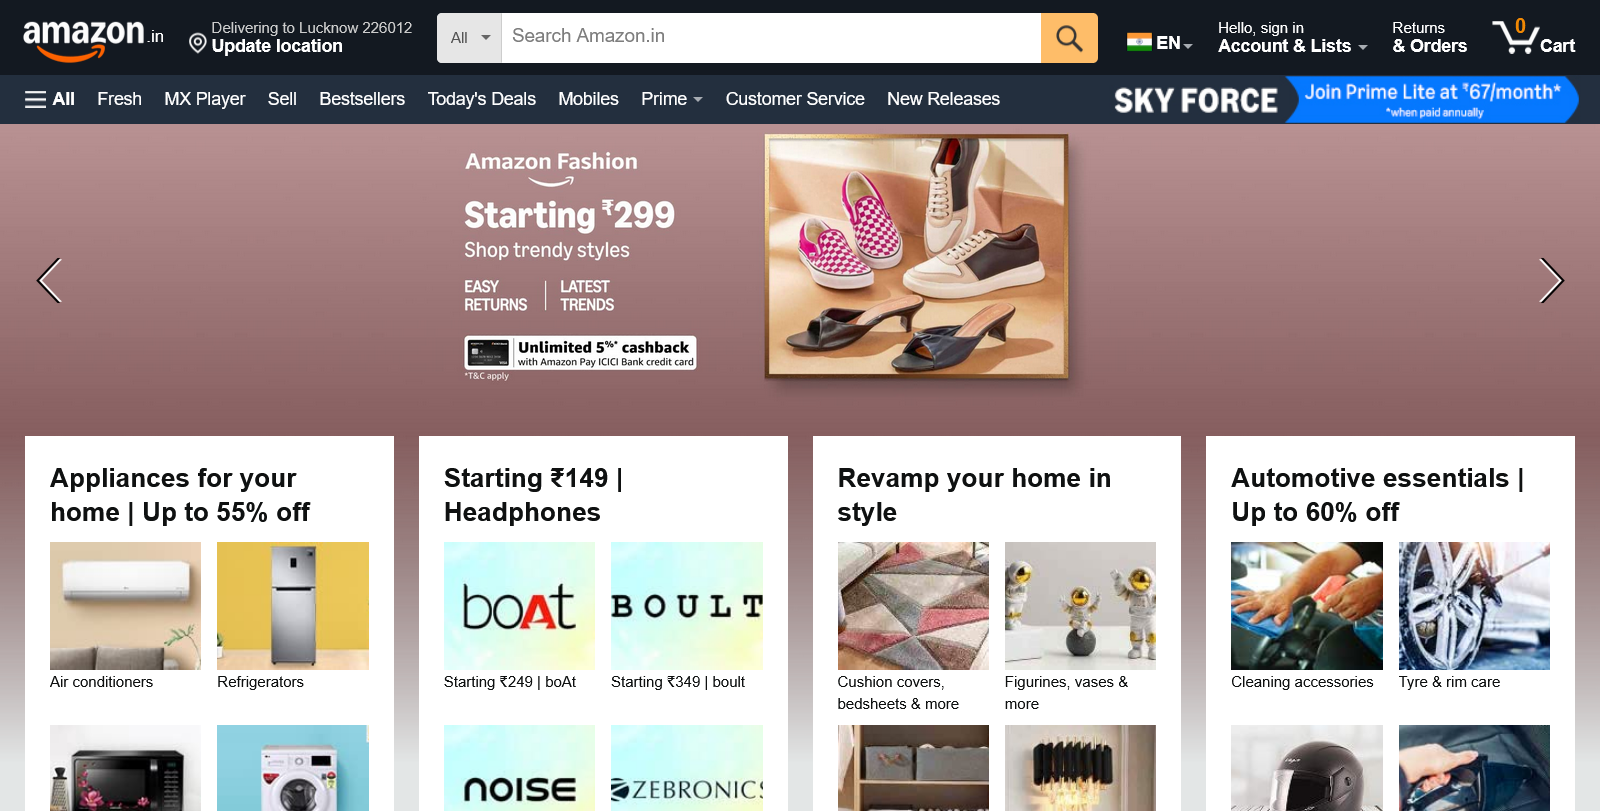 amazon.in
Delivering to Lucknow 226012
Update location
All
Search Amazon.in
EN
Hello, sign in
Account & Lists
Returns
& Orders
0
Cart
All
Fresh
MX Player
Sell
Bestsellers
Today's Deals
Mobiles
Prime
Customer Service
New Releases
SKY FORCE
Join Prime Lite at ₹67/month*
*when paid annually
Amazon Fashion
Starting ₹299
Shop trendy styles
EASY RETURNS
LATEST TRENDS
Unlimited 5%* cashback
with Amazon Pay ICICI Bank credit card
*T&C apply
Appliances for your
home | Up to 55% off
Air conditioners
Refrigerators
Starting ₹149 |
Headphones
boAt
BOULT
Starting ₹249 | boAt
Starting ₹349 | boult
NOISE
ZEBRONICS
Revamp your home in
style
Cushion covers,
bedsheets & more
Figurines, vases &
more
Automotive essentials |
Up to 60% off
Cleaning accessories
Tyre & rim care